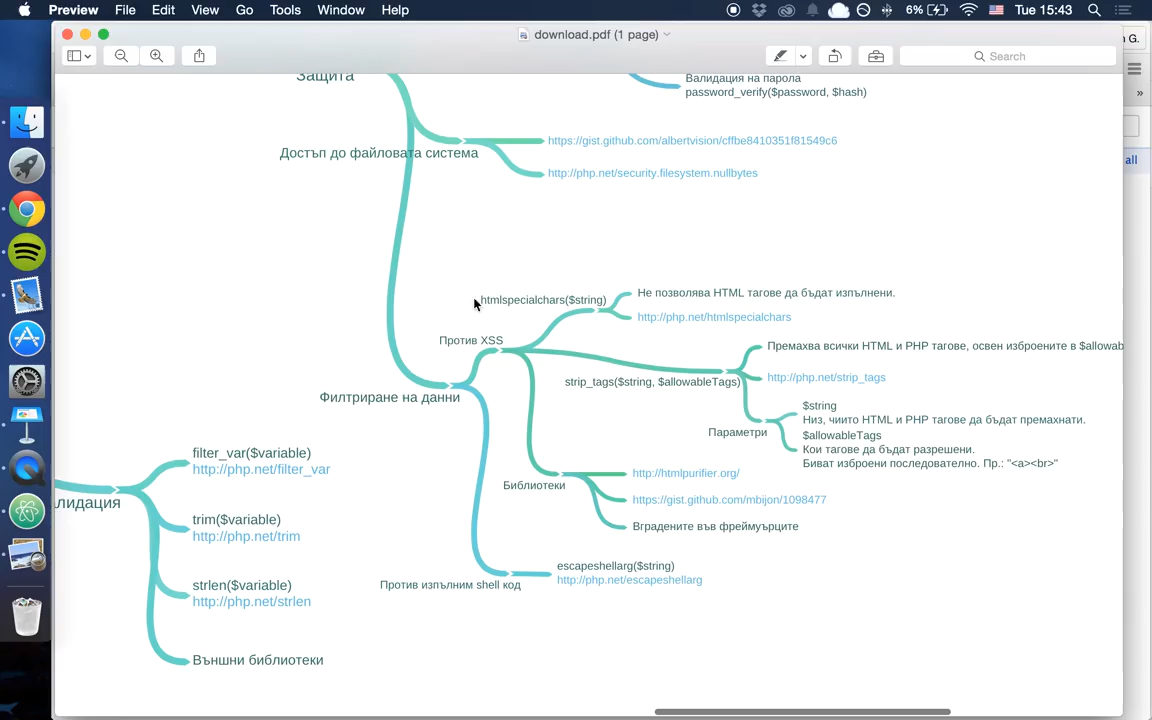 Preview File Edit View Go Tools Window Help
6% Tue 15:43
download.pdf (1 page)
Search
G.
»
all
Защита
Валидация на парола
password_verify($password, $hash)
Достъп до файловата система
https://gist.github.com/albertvision/cffbe8410351f81549c6
http://php.net/security.filesystem.nullbytes
htmlspecialchars($string)
Не позволява HTML тагове да бъдат изпълнени.
http://php.net/htmlspecialchars
Против XSS
Премахва всички HTML и PHP тагове, освен изброените в $allowab
strip_tags($string, $allowableTags)
http://php.net/strip_tags
Филтриране на данни
$string
Низ, чиито HTML и PHP тагове да бъдат премахнати.
Параметри
$allowableTags
Кои тагове да бъдат разрешени.
Биват изброени последователно. Пр.: "<a><br>"
filter_var($variable)
http://php.net/filter_var
http://htmlpurifier.org/
Библиотеки
https://gist.github.com/mbijon/1098477
лидация
trim($variable)
http://php.net/trim
Вградените във фреймуърците
escapeshellarg($string)
http://php.net/escapeshellarg
Против изпълним shell код
strlen($variable)
http://php.net/strlen
Външни библиотеки